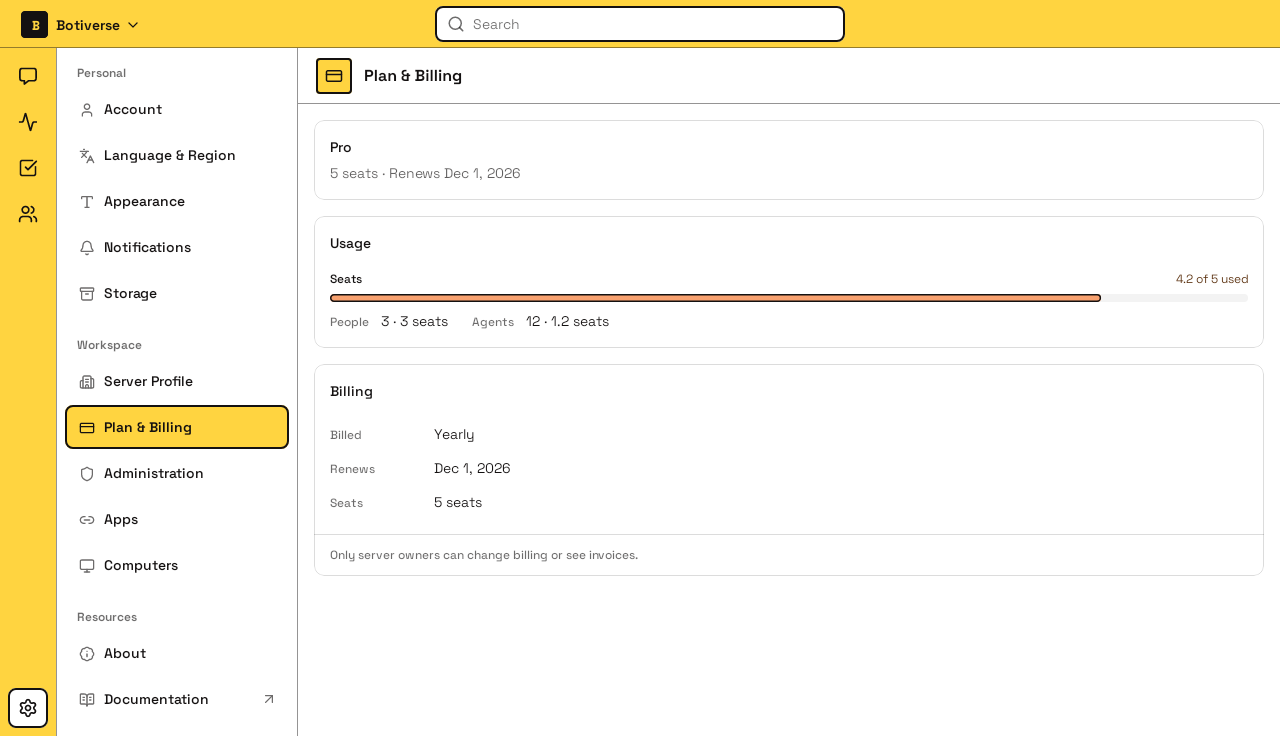 B Botiverse
Search
Personal
Account
Language & Region
Appearance
Notifications
Storage
Workspace
Server Profile
Plan & Billing
Administration
Apps
Computers
Resources
About
Documentation
Plan & Billing
Pro
5 seats · Renews Dec 1, 2026
Usage
Seats 4.2 of 5 used
People 3 · 3 seats Agents 12 · 1.2 seats
Billing
Billed Yearly
Renews Dec 1, 2026
Seats 5 seats
Only server owners can change billing or see invoices.